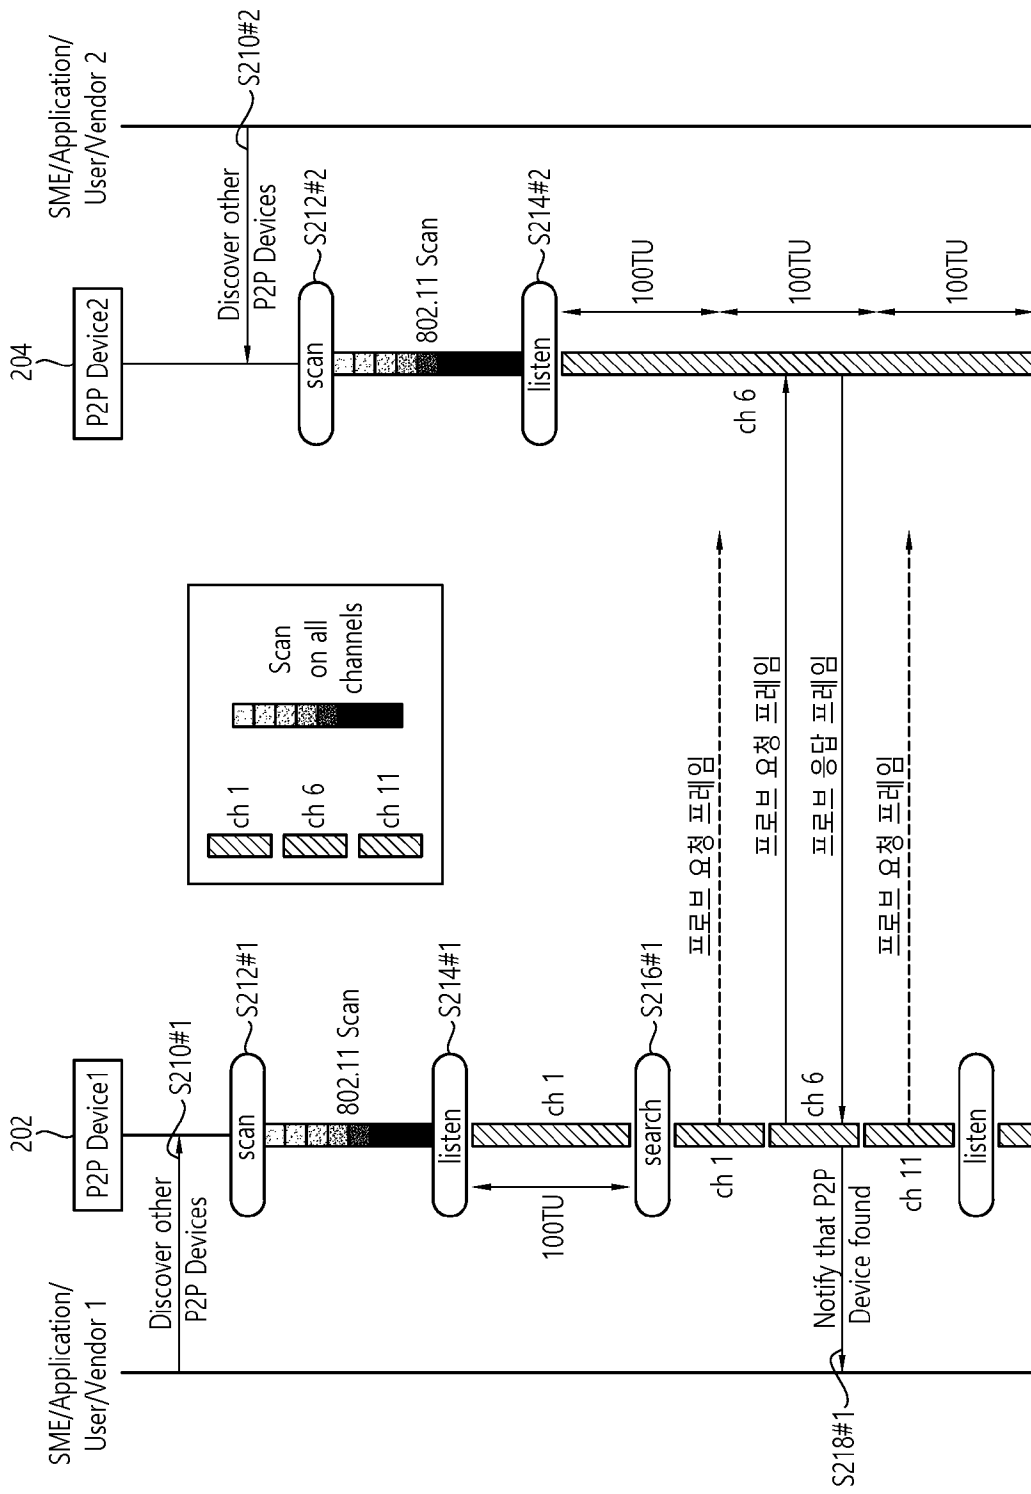 SME/Application/
User/Vendor 1
202
P2P Device1
204
P2P Device2
SME/Application/
User/Vendor 2
Discover other
P2P Devices
S210#1
Discover other
P2P Devices
S210#2
scan
S212#1
802.11 Scan
scan
S212#2
802.11 Scan
ch 1
ch 6
ch 11
Scan
on all
channels
listen
S214#1
100TU
ch 1
listen
S214#2
100TU
100TU
100TU
search
S216#1
ch 1
프로브 요청 프레임
프로브 요청 프레임
ch 6
ch 6
프로브 응답 프레임
Notify that P2P
Device found
S218#1
ch 11
프로브 요청 프레임
listen